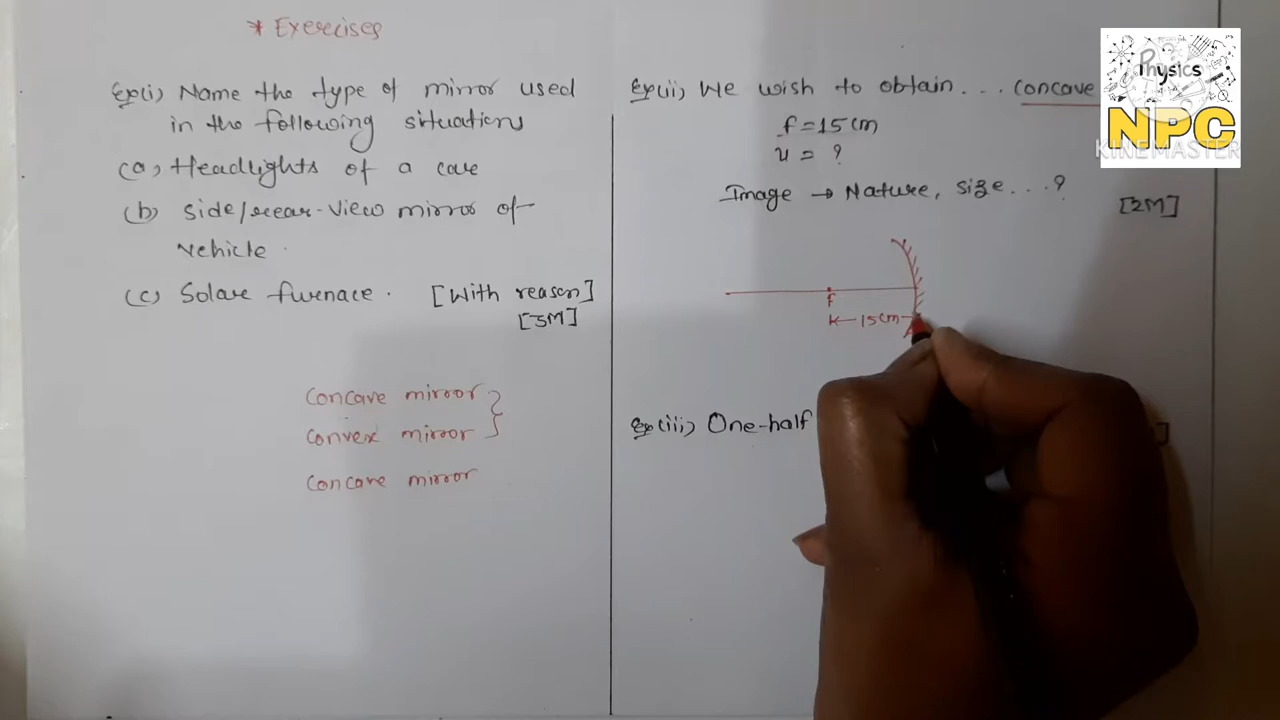 * Exercises
Ex(i), Name the type of mirror used
in the following situations
(a), Headlights of a car
(b) side/rear-view mirror of
vehicle.
(c) Solar furnace. [With reason]
[3M]
Concave mirror
Convex mirror
Concave mirror
Ex(ii), We wish to obtain... concave
f = 15 cm
u = ?
Image → Nature, size...?
[2M]
F
15 cm
Ex(iii), One-half
Physics
NPC
KINEMASTER